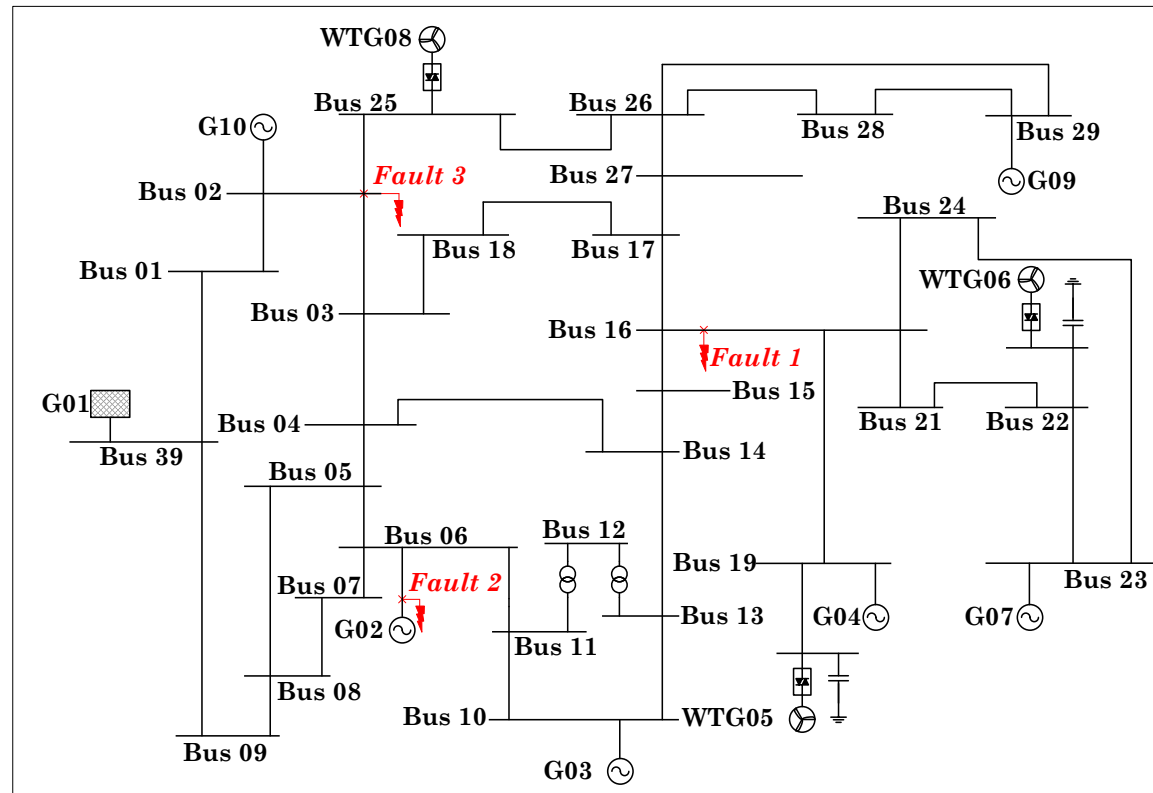 WTG08
Bus 25
Bus 26
G10
Bus 28
Bus 29
Fault 3
Bus 27
Bus 02
G09
Bus 24
Bus 18
Bus 17
Bus 01
WTG06
Bus 03
Bus 16
Fault 1
Bus 15
G01
Bus 04
Bus 21
Bus 22
Bus 39
Bus 14
Bus 05
Bus 12
Bus 06
Bus 19
Bus 23
Fault 2
Bus 07
Bus 13
G02
G04
G07
Bus 11
Bus 08
Bus 10
WTG05
Bus 09
G03